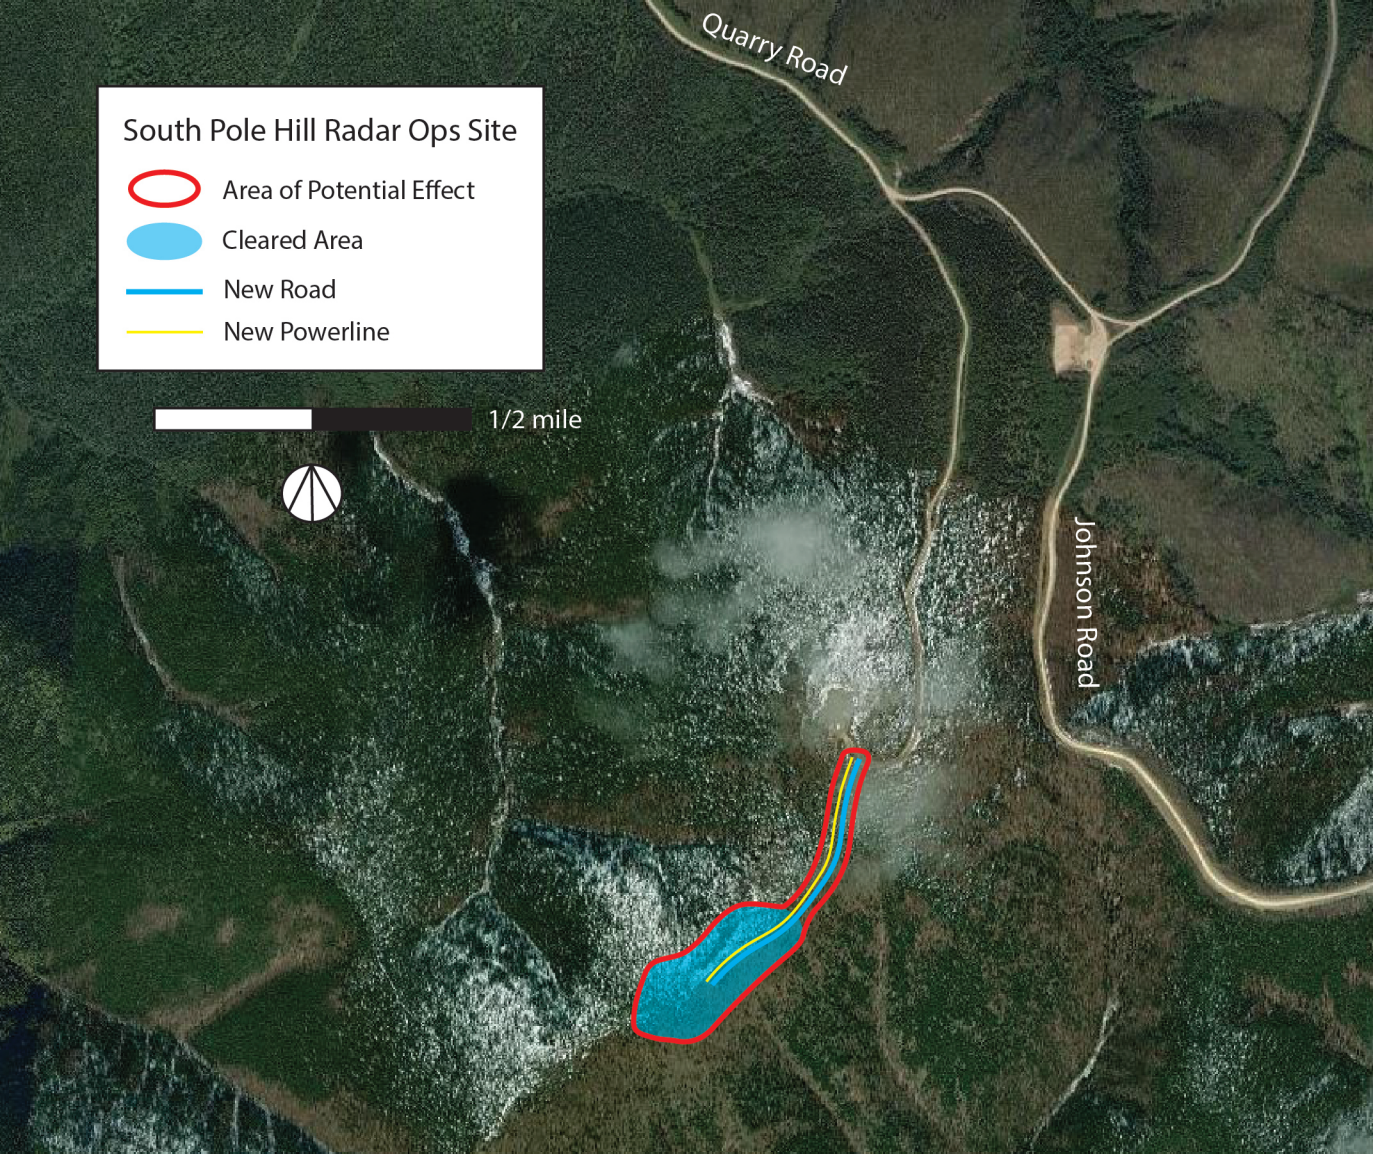 Quarry Road
South Pole Hill Radar Ops Site
Area of Potential Effect
Cleared Area
New Road
New Powerline
1/2 mile
Johnson Road